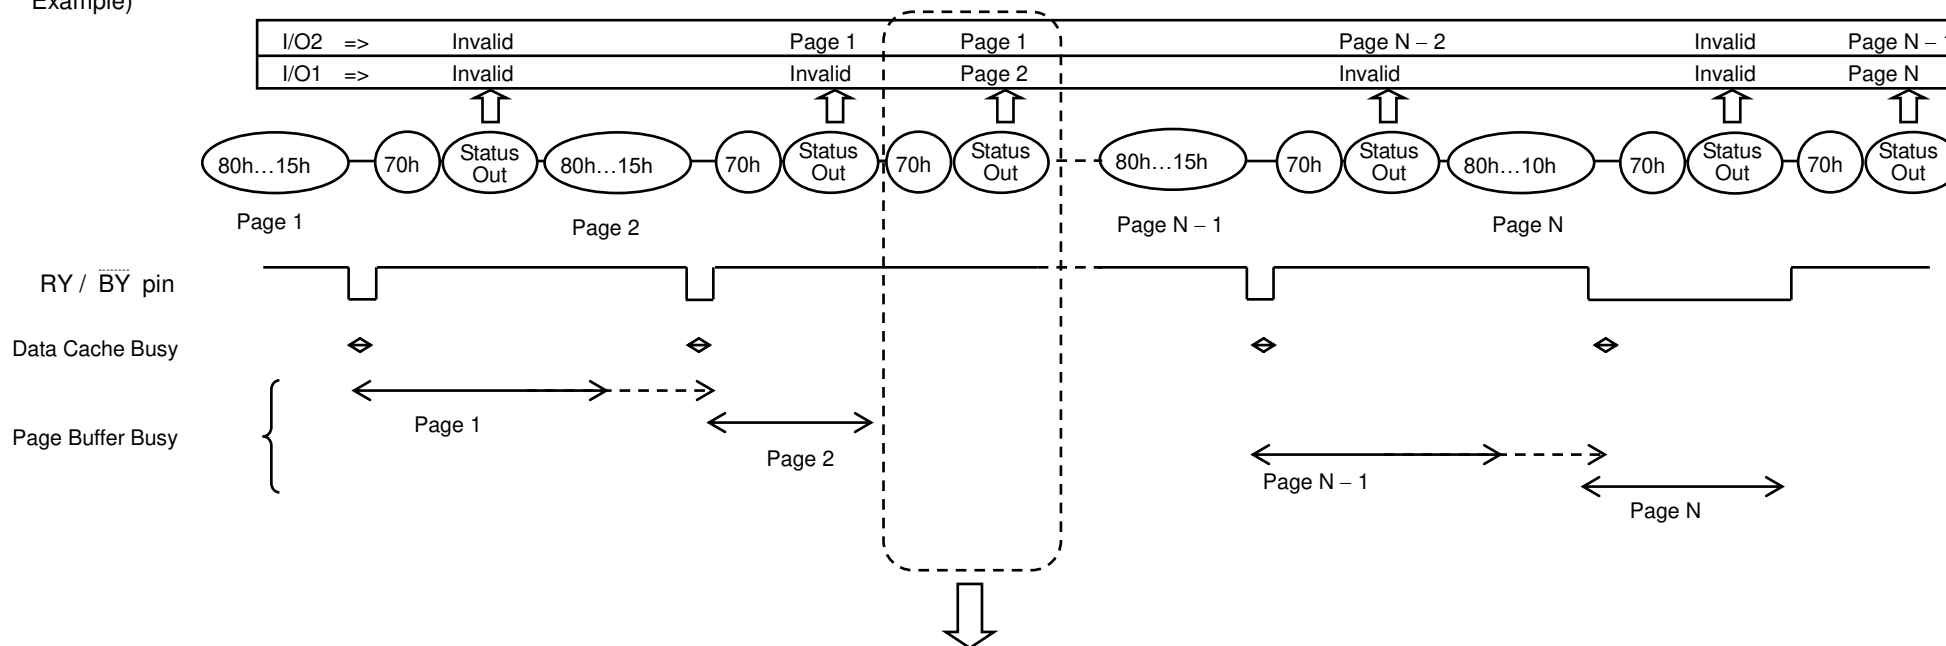 Example)
I/O2 => Invalid Page 1 Page 1 Page N – 2 Invalid Page N –
I/O1 => Invalid Invalid Page 2 Invalid Invalid Page N
80h…15h 70h Status Out 80h…15h 70h Status Out 70h Status Out 80h…15h 70h Status Out 80h…10h 70h Status Out 70h Status Out
Page 1 Page 2 Page N – 1 Page N
RY / BY pin
Data Cache Busy
Page Buffer Busy
Page 1
Page 2
Page N – 1
Page N